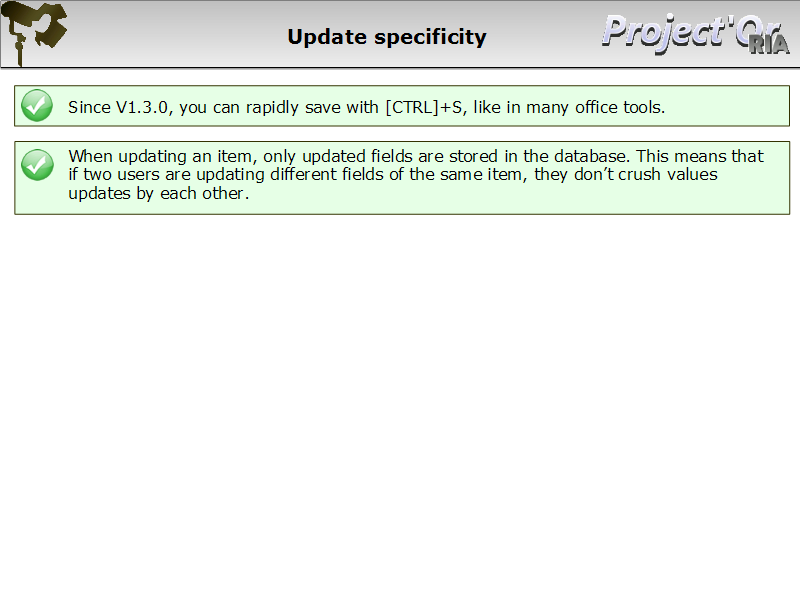 Update specificity
Project'Or
RIA
Since V1.3.0, you can rapidly save with [CTRL]+S, like in many office tools.
When updating an item, only updated fields are stored in the database. This means that
if two users are updating different fields of the same item, they don’t crush values
updates by each other.